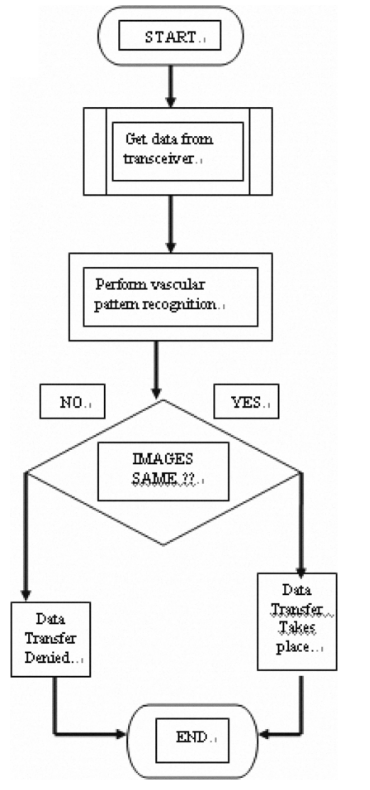 START.
Get data from
transceiver.
Perform vascular
pattern recognition.
NO.
YES.
IMAGES
SAME ??.
Data
Transfer
Denied..
Data
Transfer
Takes
place..
END.